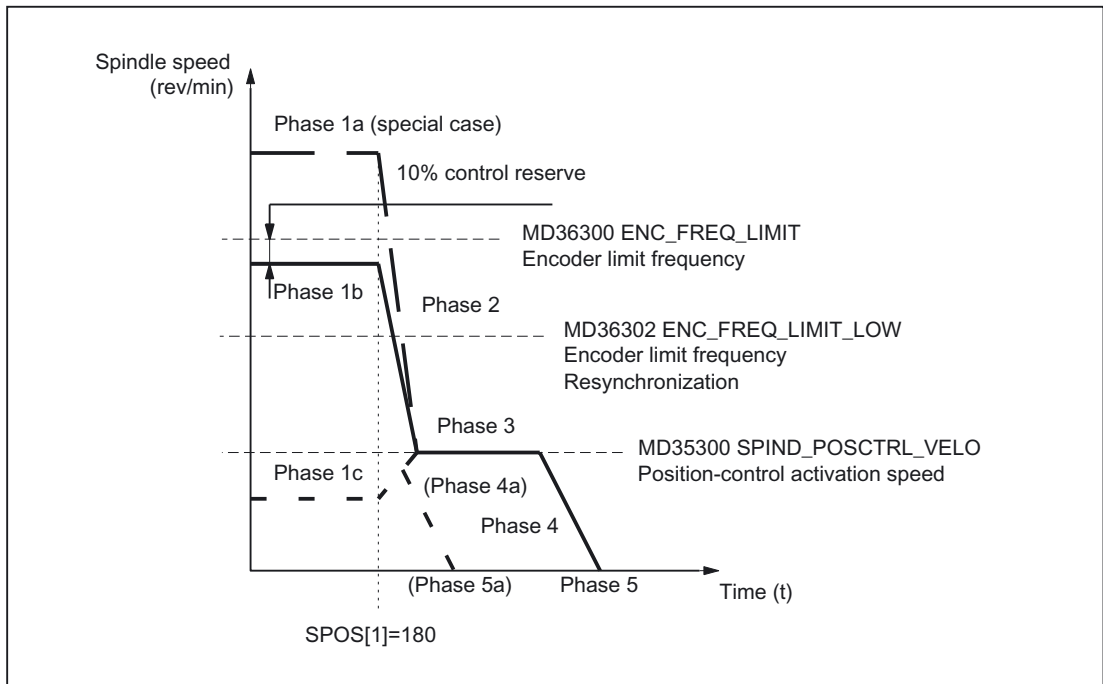 Spindle speed
(rev/min)
Phase 1a (special case)
10% control reserve
MD36300 ENC_FREQ_LIMIT
Encoder limit frequency
Phase 1b
Phase 2
MD36302 ENC_FREQ_LIMIT_LOW
Encoder limit frequency
Resynchronization
Phase 3
MD35300 SPIND_POSCTRL_VELO
Position-control activation speed
Phase 1c
(Phase 4a)
Phase 4
(Phase 5a)
Phase 5
Time (t)
SPOS[1]=180